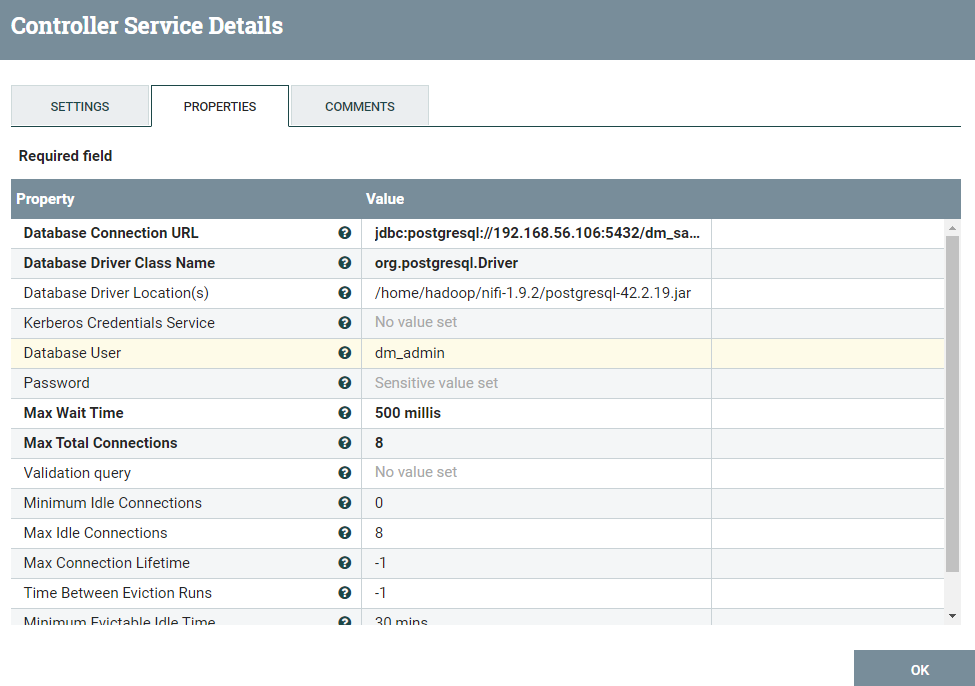 Controller Service Details
SETTINGS PROPERTIES COMMENTS
Required field
Property Value
Database Connection URL jdbc:postgresql://192.168.56.106:5432/dm_sa...
Database Driver Class Name org.postgresql.Driver
Database Driver Location(s) /home/hadoop/nifi-1.9.2/postgresql-42.2.19.jar
Kerberos Credentials Service No value set
Database User dm_admin
Password Sensitive value set
Max Wait Time 500 millis
Max Total Connections 8
Validation query No value set
Minimum Idle Connections 0
Max Idle Connections 8
Max Connection Lifetime -1
Time Between Eviction Runs -1
Minimum Evictable Idle Time 30 mins
OK